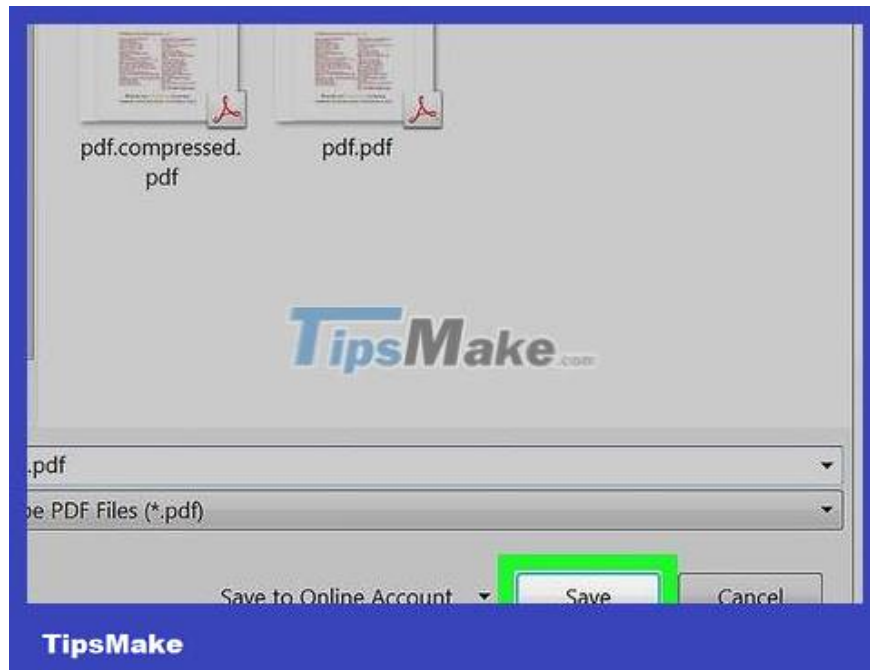 pdf.compressed.
pdf
pdf.pdf
TipsMake.com
.pdf
be PDF Files (*.pdf)
Save to Online Account
Save
Cancel
TipsMake